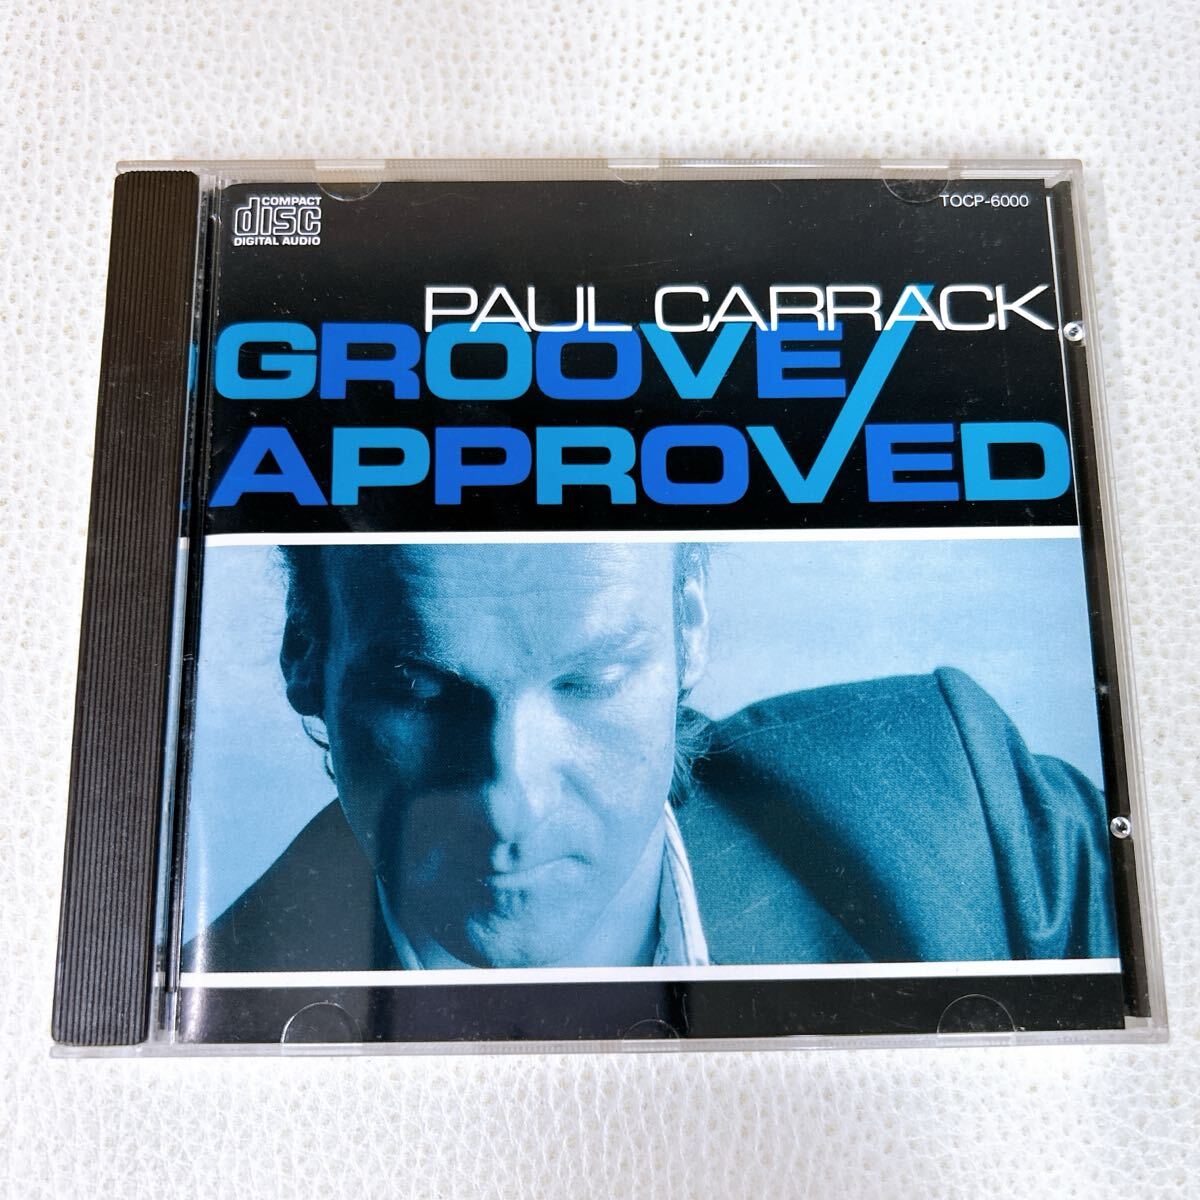 COMPACT
disc
DIGITAL AUDIO
TOCP-6000
PAUL CARRACK
GROOVE
APPROVED